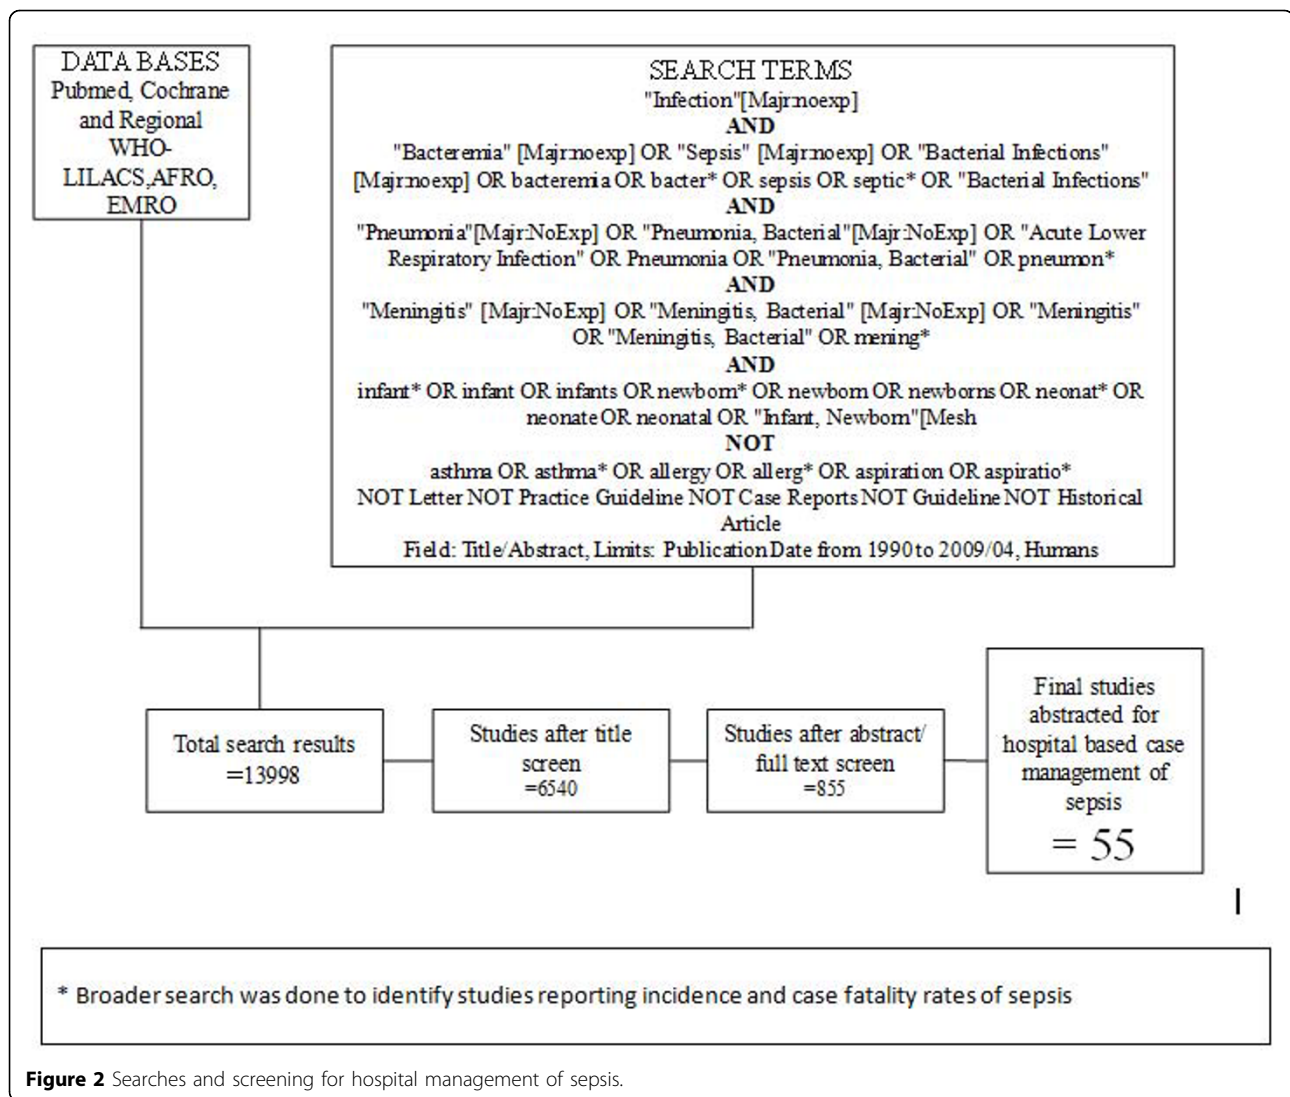 DATA BASES
Pubmed, Cochrane
and Regional
WHO-
LILACS,AFRO,
EMRO
SEARCH TERMS
"Infection"[Majr:noexp]
AND
"Bacteremia" [Majr:noexp] OR "Sepsis" [Majr:noexp] OR "Bacterial Infections"
[Majr:noexp] OR bacteremia OR bacter* OR sepsis OR septic* OR "Bacterial Infections"
AND
"Pneumonia"[Majr:NoExp] OR "Pneumonia, Bacterial"[Majr:NoExp] OR "Acute Lower
Respiratory Infection" OR Pneumonia OR "Pneumonia, Bacterial" OR pneumon*
AND
"Meningitis" [Majr:NoExp] OR "Meningitis, Bacterial" [Majr:NoExp] OR "Meningitis"
OR "Meningitis, Bacterial" OR mening*
AND
infant* OR infant OR infants OR newborn* OR newborn OR newborns OR neonat* OR
neonate OR neonatal OR "Infant, Newborn"[Mesh
NOT
asthma OR asthma* OR allergy OR allerg* OR aspiration OR aspiratio*
NOT Letter NOT Practice Guideline NOT Case Reports NOT Guideline NOT Historical
Article
Field: Title/Abstract, Limits: Publication Date from 1990 to 2009/04, Humans
Total search results
=13998
Studies after title
screen
=6540
Studies after abstract/
full text screen
=855
Final studies
abstracted for
hospital based case
management of
sepsis
= 55
* Broader search was done to identify studies reporting incidence and case fatality rates of sepsis
Figure 2 Searches and screening for hospital management of sepsis.